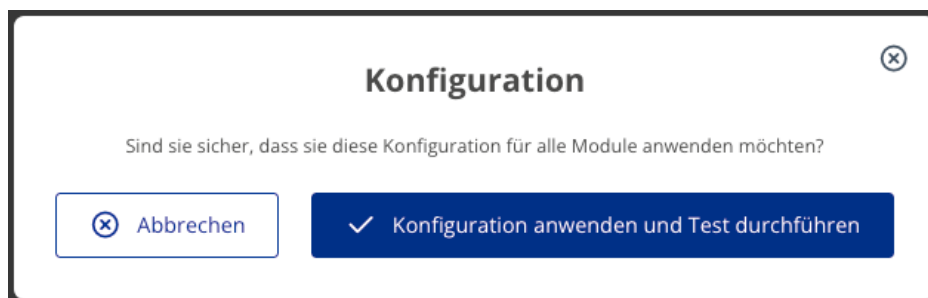 Konfiguration
Sind sie sicher, dass sie diese Konfiguration für alle Module anwenden möchten?
Abbrechen
Konfiguration anwenden und Test durchführen